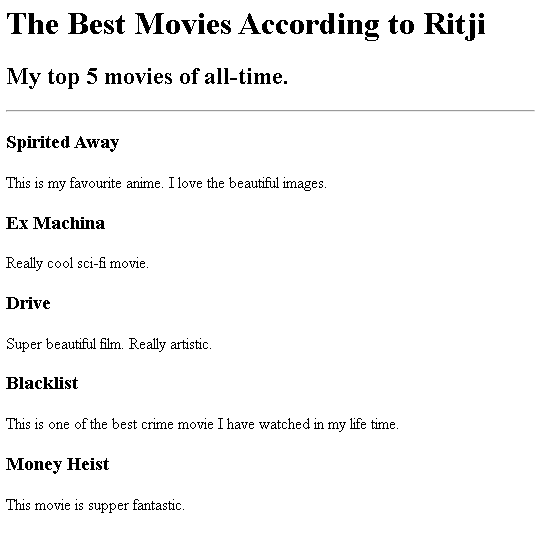 The Best Movies According to Ritji
My top 5 movies of all-time.
Spirited Away
This is my favourite anime. I love the beautiful images.
Ex Machina
Really cool sci-fi movie.
Drive
Super beautiful film. Really artistic.
Blacklist
This is one of the best crime movie I have watched in my life time.
Money Heist
This movie is supper fantastic.